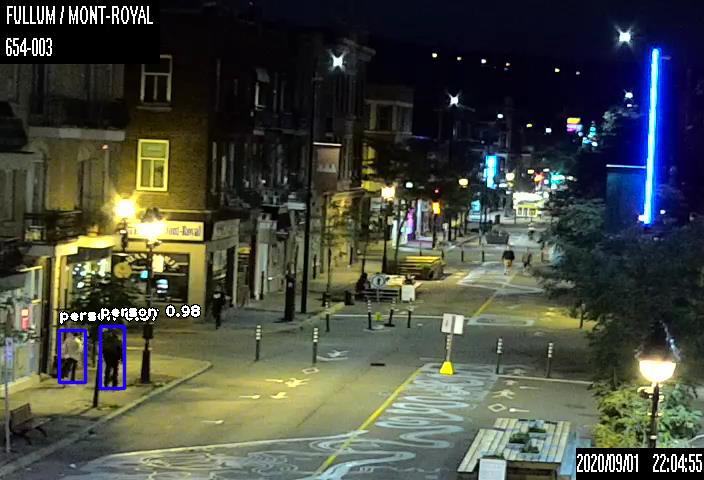 FULLUM / MONT-ROYAL
654-003
person 0.98
Mont-Royal
2020/09/01 22:04:55